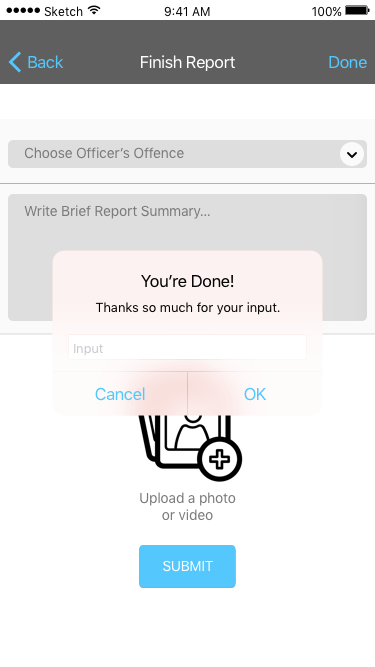 ●●●●● Sketch 9:41 AM 100%
Back Finish Report Done
Choose Officer's Offence
Write Brief Report Summary...
You're Done!
Thanks so much for your input.
Input
Cancel OK
Upload a photo
or video
SUBMIT